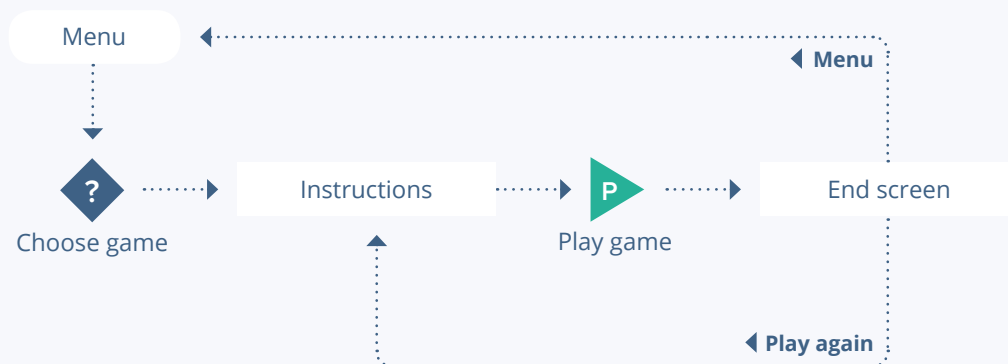 Menu
Menu
?
Instructions
P
End screen
Choose game
Play game
Play again